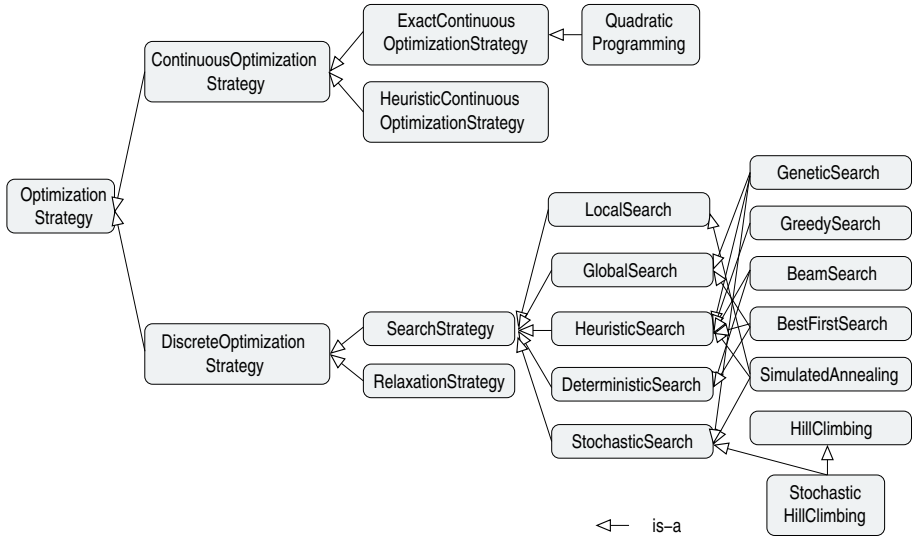 ExactContinuous
OptimizationStrategy
Quadratic
Programming
ContinuousOptimization
Strategy
HeuristicContinuous
OptimizationStrategy
Optimization
Strategy
GeneticSearch
LocalSearch
GreedySearch
GlobalSearch
BeamSearch
SearchStrategy
HeuristicSearch
BestFirstSearch
DiscreteOptimization
Strategy
RelaxationStrategy
DeterministicSearch
SimulatedAnnealing
StochasticSearch
HillClimbing
Stochastic
HillClimbing
is-a